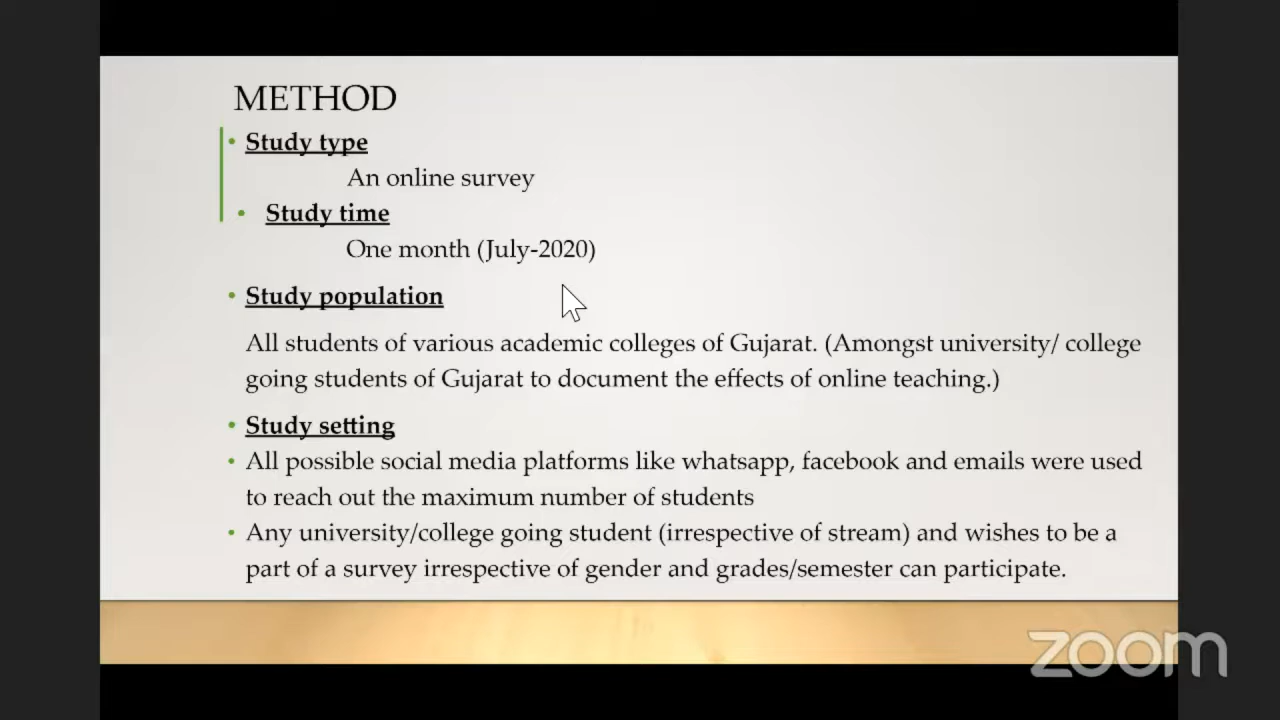 METHOD
• Study type
An online survey
• Study time
One month (July-2020)
• Study population
All students of various academic colleges of Gujarat. (Amongst university/ college
going students of Gujarat to document the effects of online teaching.)
• Study setting
• All possible social media platforms like whatsapp, facebook and emails were used
to reach out the maximum number of students
• Any university/college going student (irrespective of stream) and wishes to be a
part of a survey irrespective of gender and grades/semester can participate.
zoom